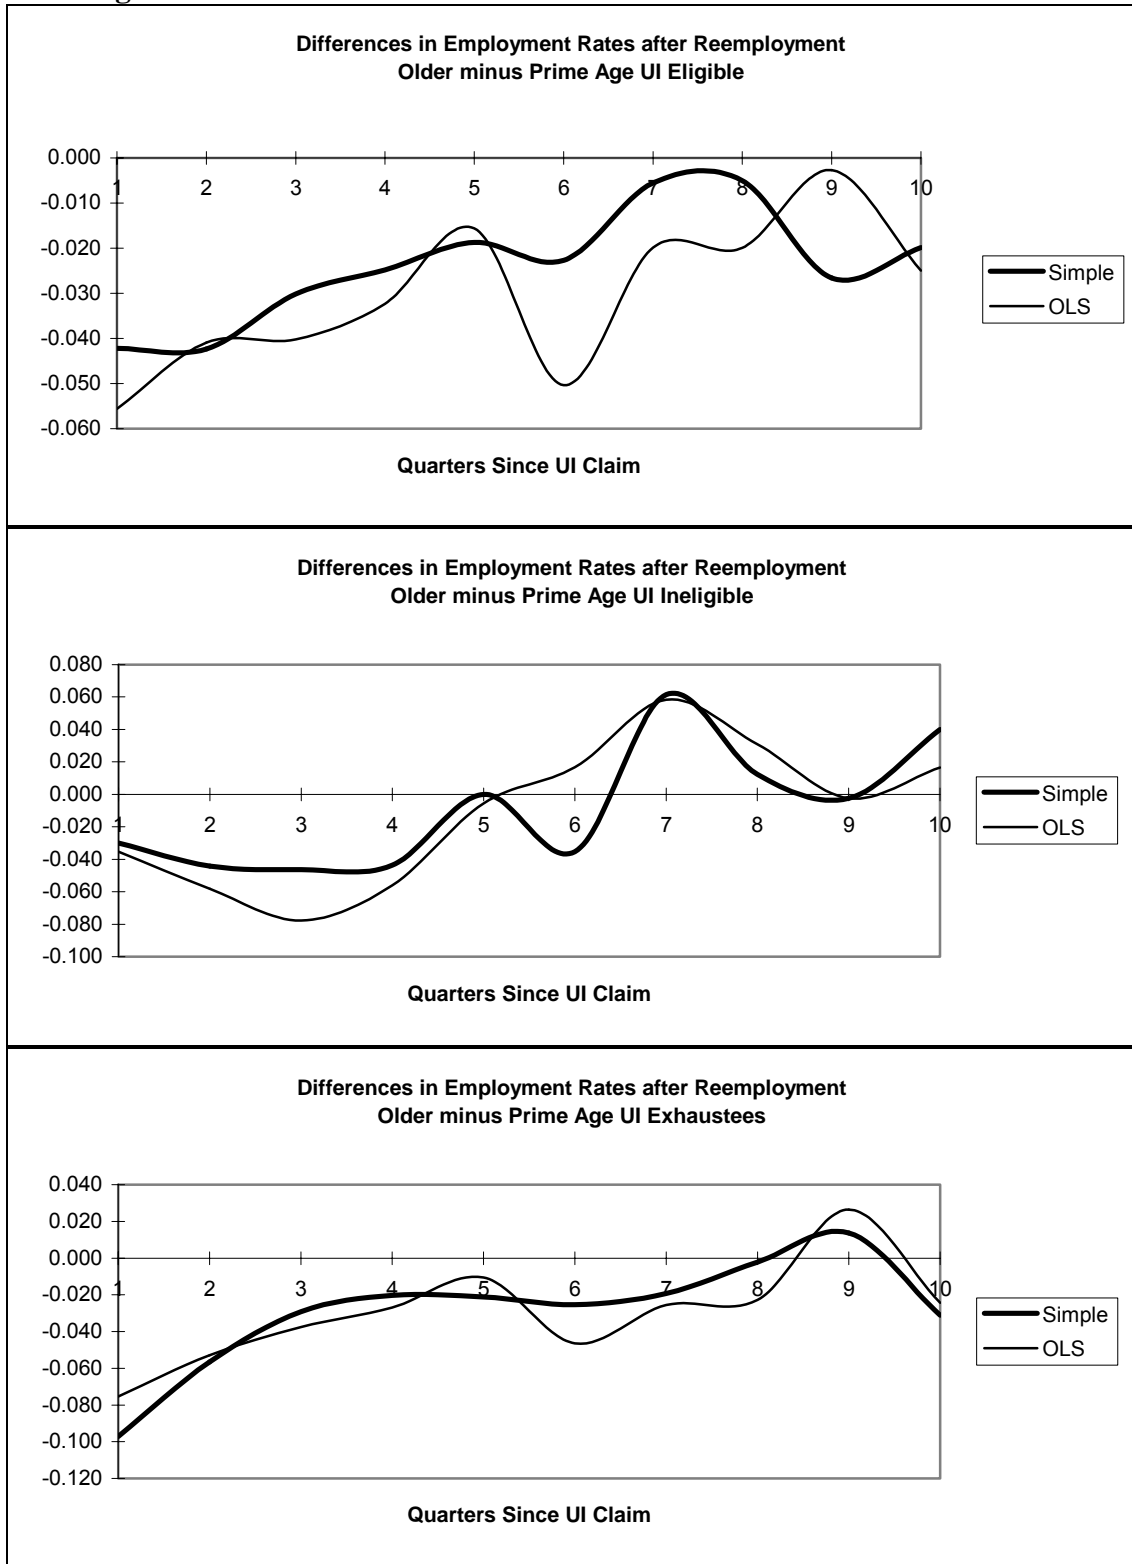 Differences in Employment Rates after Reemployment
Older minus Prime Age UI Eligible
0.000
-0.010
-0.020
-0.030
-0.040
-0.050
-0.060
1 2 3 4 5 6 7 8 9 10
Simple
OLS
Quarters Since UI Claim
Differences in Employment Rates after Reemployment
Older minus Prime Age UI Ineligible
0.080
0.060
0.040
0.020
0.000
-0.020
-0.040
-0.060
-0.080
-0.100
1 2 3 4 5 6 7 8 9 10
Simple
OLS
Quarters Since UI Claim
Differences in Employment Rates after Reemployment
Older minus Prime Age UI Exhaustees
0.040
0.020
0.000
-0.020
-0.040
-0.060
-0.080
-0.100
-0.120
1 2 3 4 5 6 7 8 9 10
Simple
OLS
Quarters Since UI Claim